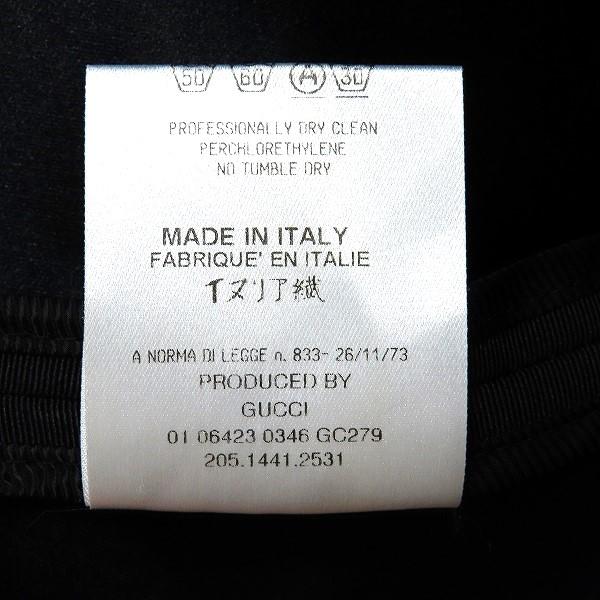 50 60 A 30
PROFESSIONALLY DRY CLEAN
PERCHLORETHYLENE
NO TUMBLE DRY
MADE IN ITALY
FABRIQUE' EN ITALIE
イヌリア織
A NORMA DI LEGGE n. 833- 26/11/73
PRODUCED BY
GUCCI
01 06423 0346 GC279
205.1441.2531